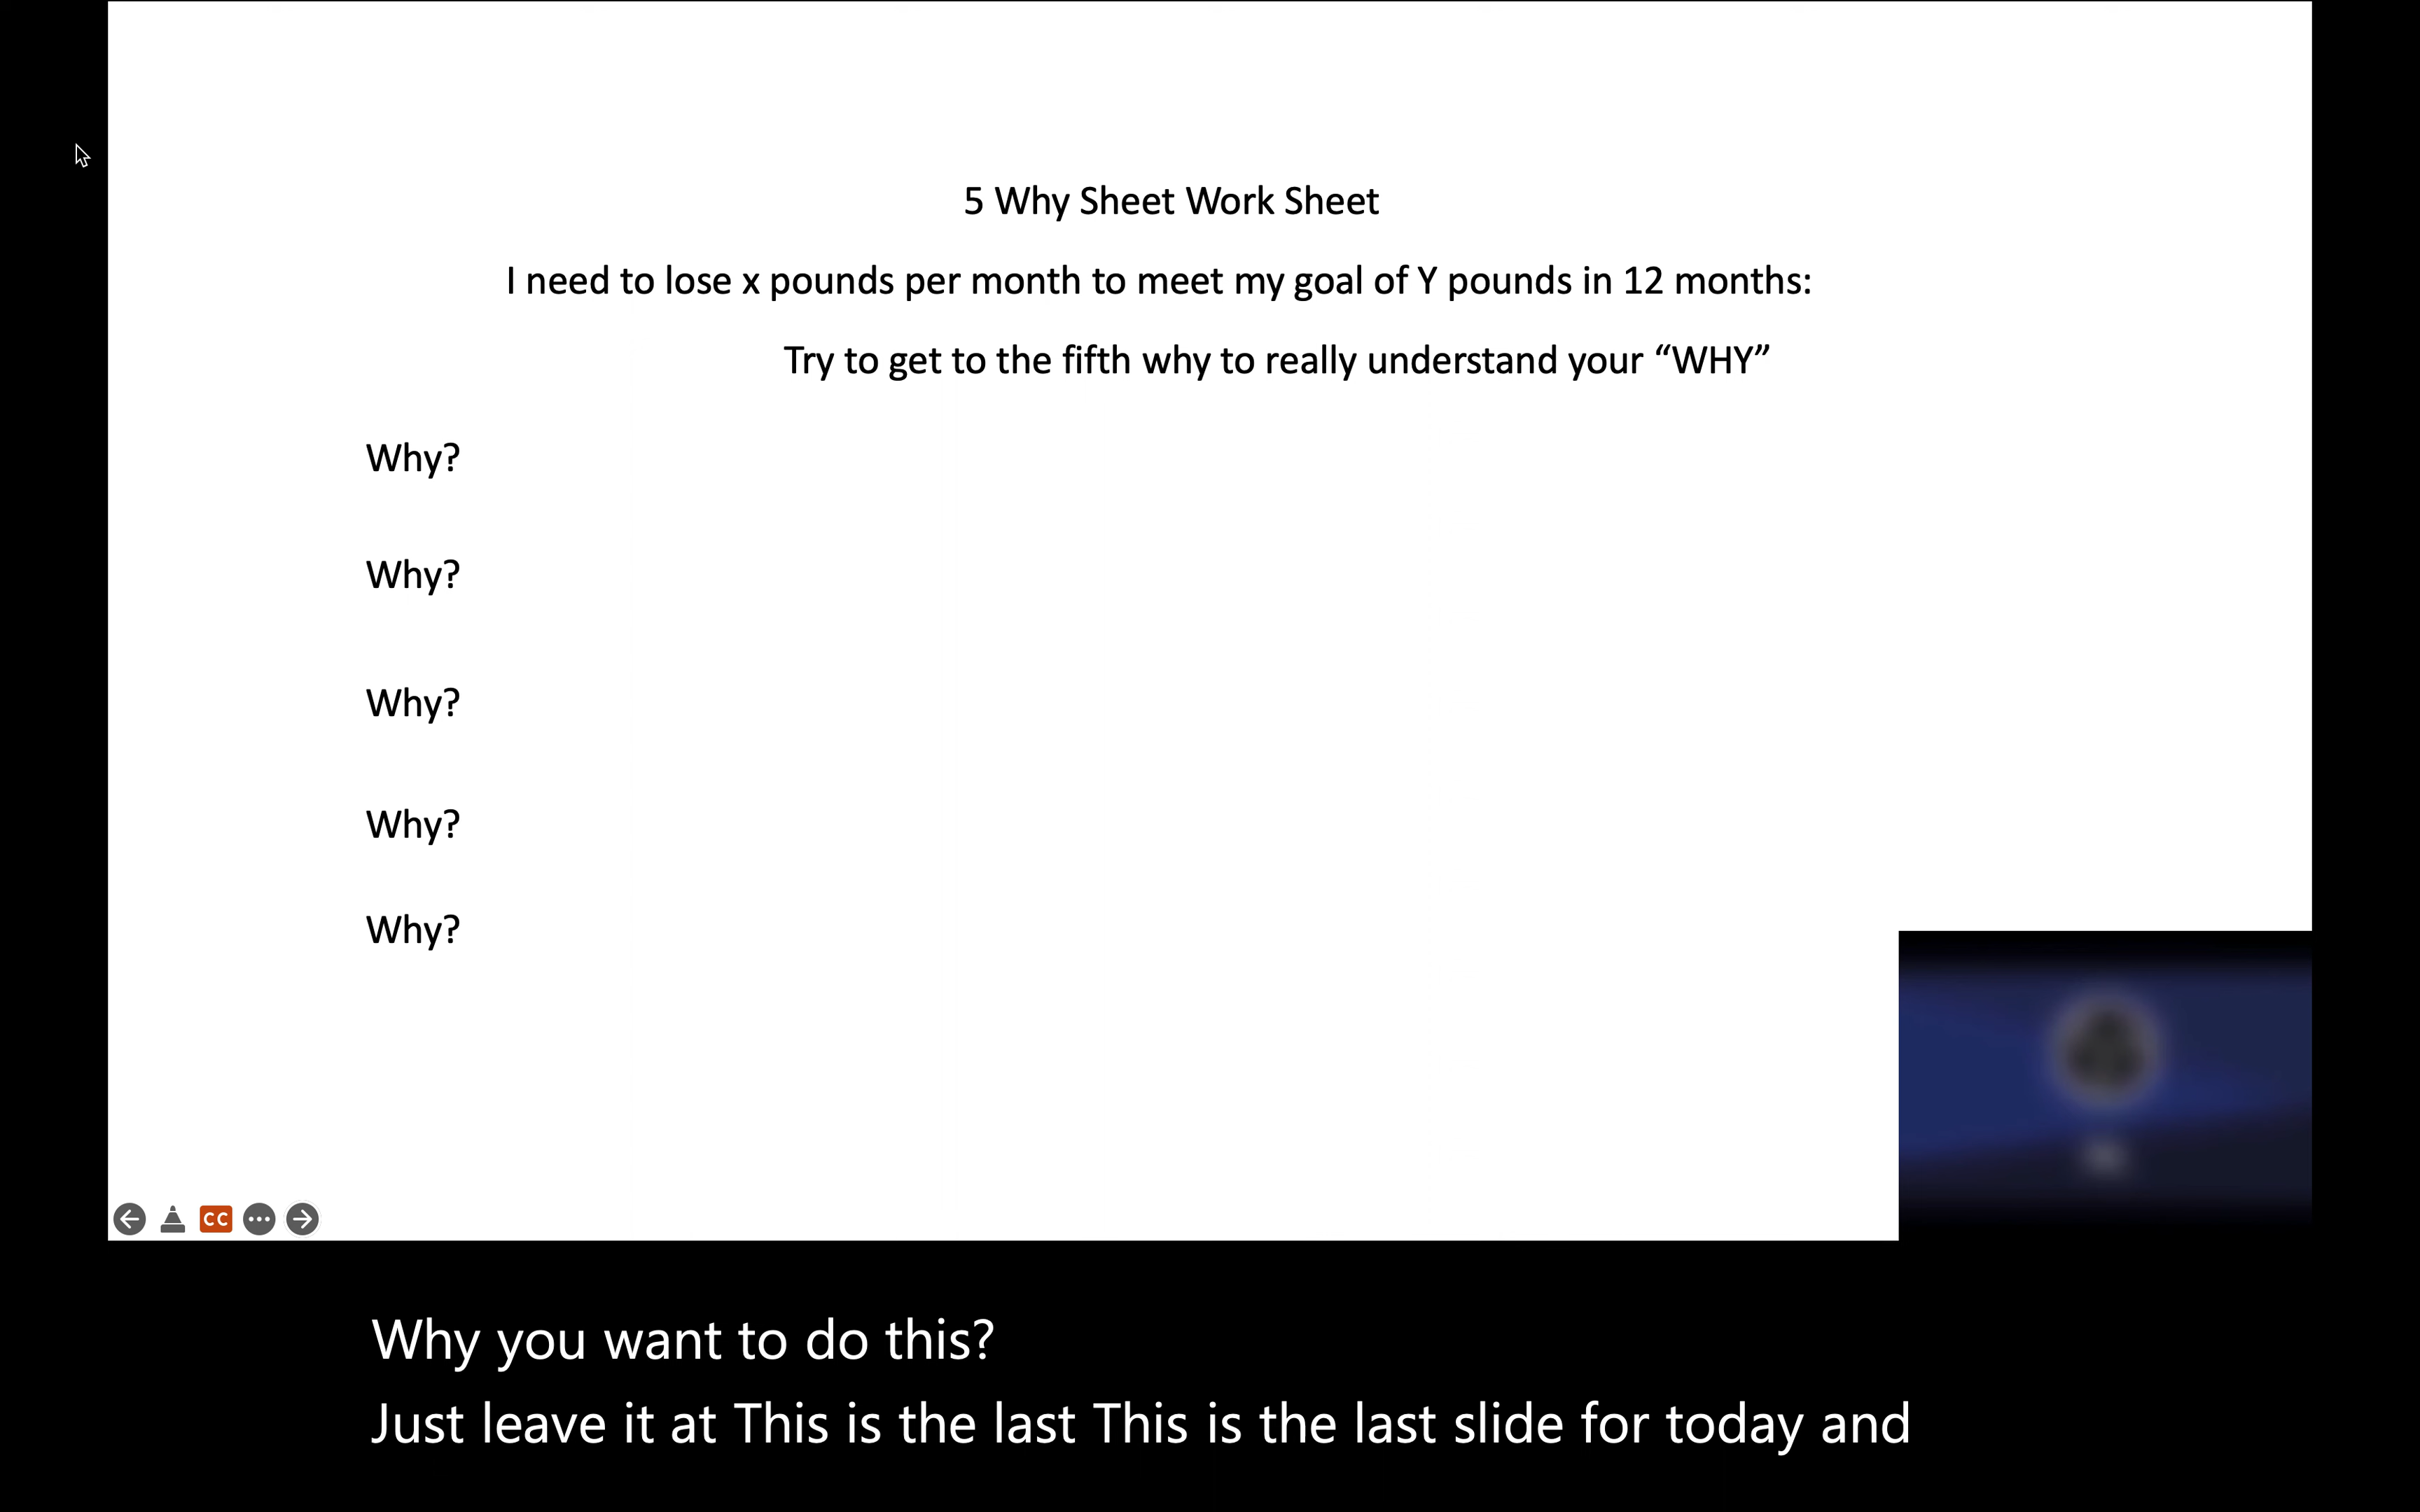 5 Why Sheet Work Sheet
I need to lose x pounds per month to meet my goal of Y pounds in 12 months:
Try to get to the fifth why to really understand your “WHY”
Why?
Why?
Why?
Why?
Why?
CC
Why you want to do this?
Just leave it at This is the last This is the last slide for today and